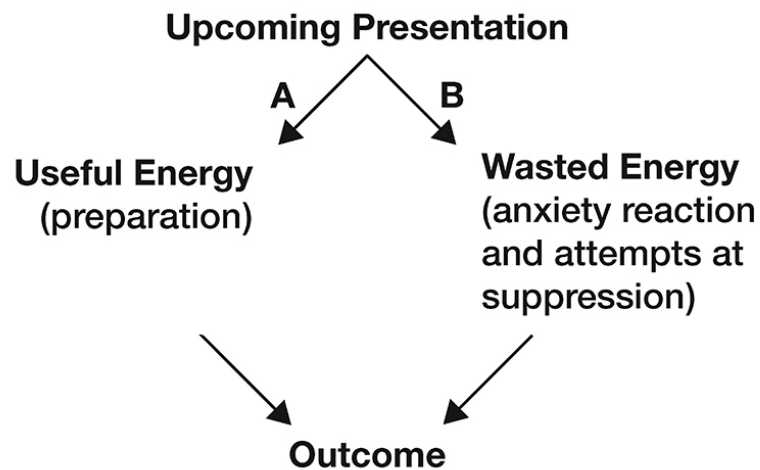 Upcoming Presentation
A
B
Useful Energy
(preparation)
Wasted Energy
(anxiety reaction
and attempts at
suppression)
Outcome